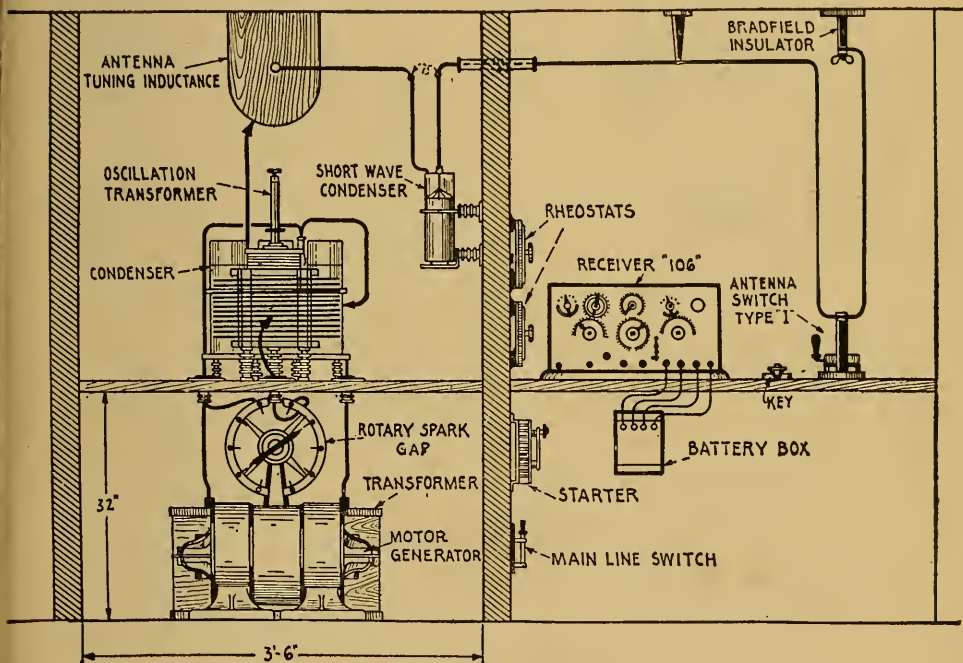 ANTENNA
TUNING INDUCTANCE
BRADFIELD
INSULATOR
OSCILLATION
TRANSFORMER
SHORT WAVE
CONDENSER
RHEOSTATS
CONDENSER
RECEIVER "106"
ANTENNA
SWITCH
TYPE "I"
KEY
ROTARY SPARK
GAP
BATTERY BOX
TRANSFORMER
STARTER
32"
MOTOR
GENERATOR
MAIN LINE SWITCH
3'-6"